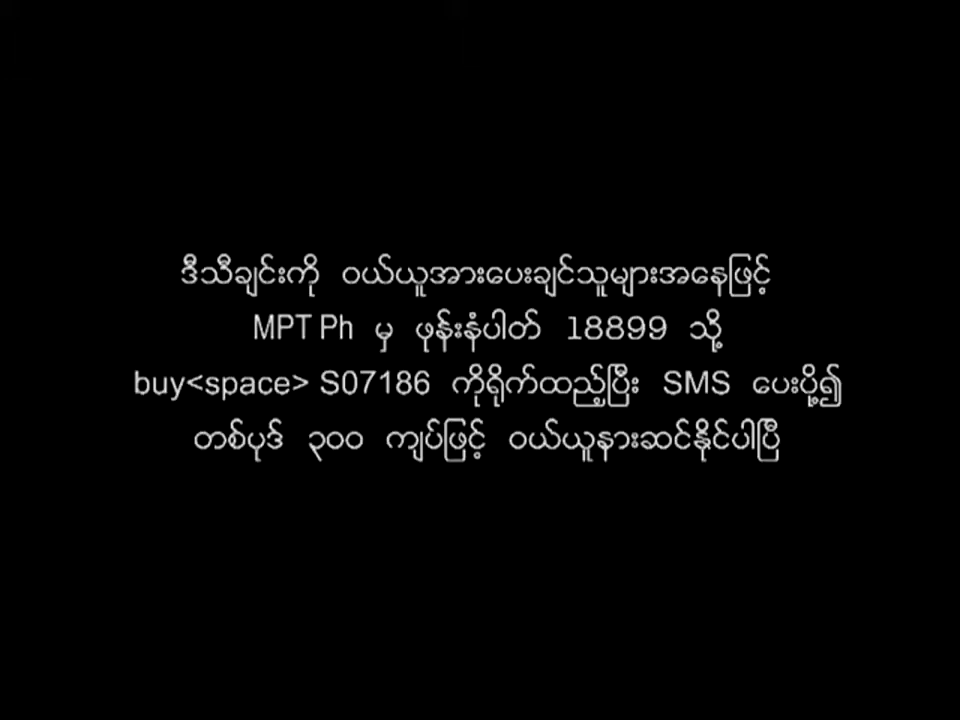 ဒီသီချင်းကို ဝယ်ယူအားပေးချင်သူများအနေဖြင့်
MPT Ph မှ ဖုန်းနံပါတ် 18899 သို့
buy<space> S07186 ကိုရိုက်ထည့်ပြီး SMS ပေးပို့၍
တစ်ပုဒ် ၃၀၀ ကျပ်ဖြင့် ဝယ်ယူနားဆင်နိုင်ပါပြီ